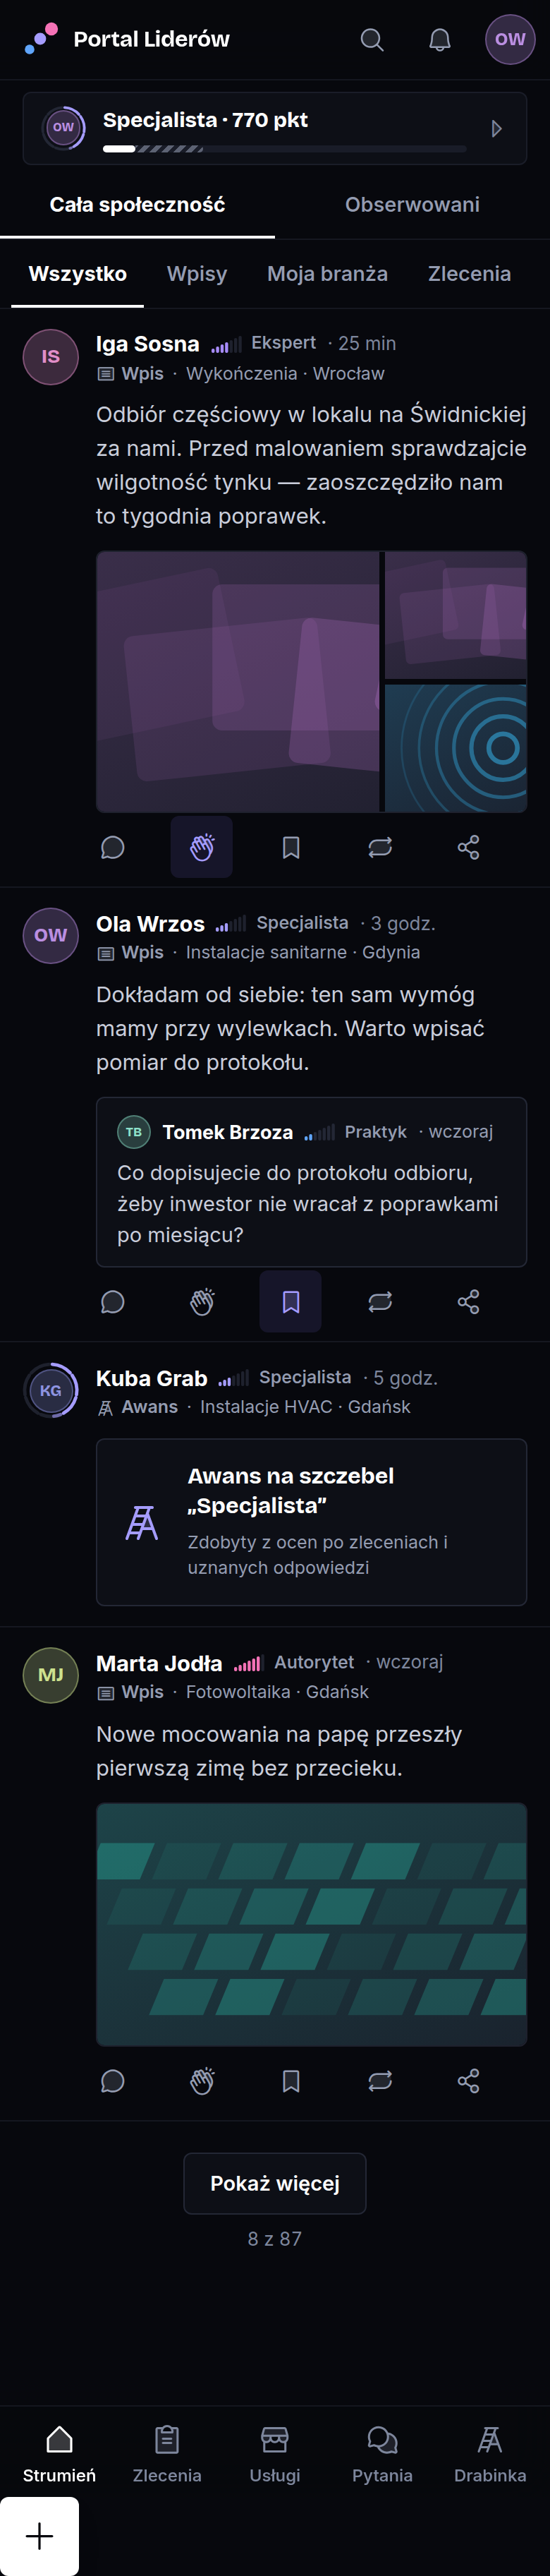 Portal Liderów
OW
OW
Specjalista · 770 pkt
Cała społeczność
Obserwowani
Wszystko
Wpisy
Moja branża
Zlecenia
IS
Iga Sosna Ekspert · 25 min
Wpis · Wykończenia · Wrocław
Odbiór częściowy w lokalu na Świdnickiej
za nami. Przed malowaniem sprawdzajcie
wilgotność tynku — zaoszczędziło nam
to tygodnia poprawek.
OW
Ola Wrzos Specjalista · 3 godz.
Wpis · Instalacje sanitarne · Gdynia
Dokładam od siebie: ten sam wymóg
mamy przy wylewkach. Warto wpisać
pomiar do protokołu.
TB
Tomek Brzoza Praktyk · wczoraj
Co dopisujecie do protokołu odbioru,
żeby inwestor nie wracał z poprawkami
po miesiącu?
KG
Kuba Grab Specjalista · 5 godz.
Awans · Instalacje HVAC · Gdańsk
Awans na szczebel
„Specjalista”
Zdobyty z ocen po zleceniach i
uznanych odpowiedzi
MJ
Marta Jodła Autorytet · wczoraj
Wpis · Fotowoltaika · Gdańsk
Nowe mocowania na papę przeszły
pierwszą zimę bez przecieku.
Pokaż więcej
8 z 87
Strumień
Zlecenia
Usługi
Pytania
Drabinka